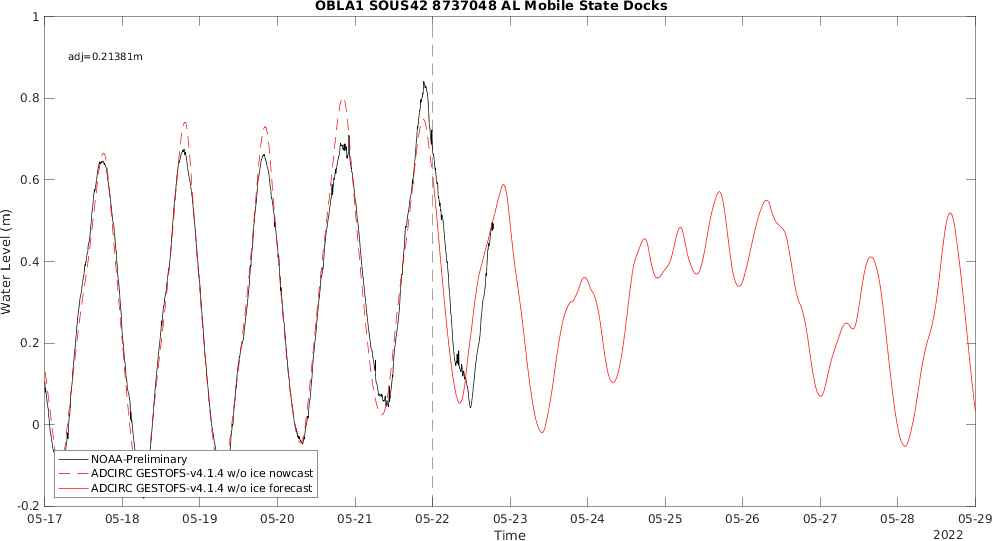 OBLA1 SOUS42 8737048 AL Mobile State Docks
adj=0.21381m
Water Level (m)
1
0.8
0.6
0.4
0.2
0
-0.2
NOAA-Preliminary
ADCIRC GESTOFS-v4.1.4 w/o ice nowcast
ADCIRC GESTOFS-v4.1.4 w/o ice forecast
05-17 05-18 05-19 05-20 05-21 05-22 05-23 05-24 05-25 05-26 05-27 05-28 05-29
Time
2022